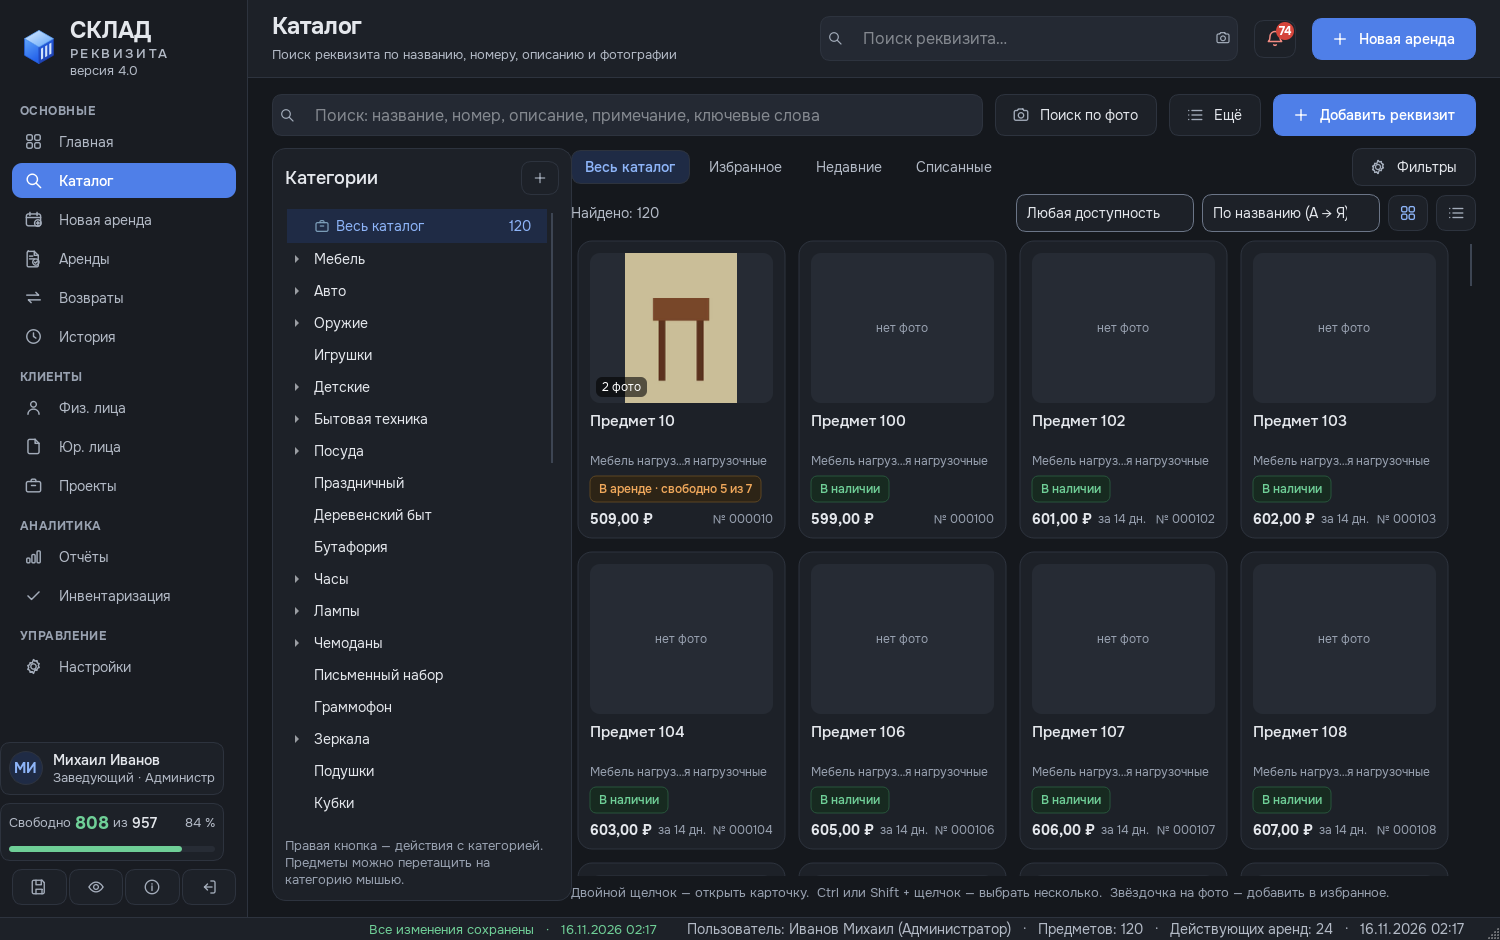 СКЛАД
РЕКВИЗИТА
версия 4.0
ОСНОВНЫЕ
Главная
Каталог
Новая аренда
Аренды
Возвраты
История
КЛИЕНТЫ
Физ. лица
Юр. лица
Проекты
АНАЛИТИКА
Отчёты
Инвентаризация
УПРАВЛЕНИЕ
Настройки
МИ
Михаил Иванов
Заведующий · Администр
Свободно 808 из 957 84 %
Каталог
Поиск реквизита по названию, номеру, описанию и фотографии
Поиск реквизита...
74
Новая аренда
Поиск: название, номер, описание, примечание, ключевые слова
Поиск по фото
Ещё
Добавить реквизит
Категории
Весь каталог 120
Мебель
Авто
Оружие
Игрушки
Детские
Бытовая техника
Посуда
Праздничный
Деревенский быт
Бутафория
Часы
Лампы
Чемоданы
Письменный набор
Граммофон
Зеркала
Подушки
Кубки
Правая кнопка — действия с категорией.
Предметы можно перетащить на
категорию мышью.
Весь каталог Избранное Недавние Списанные
Фильтры
Найдено: 120
Любая доступность
По названию (А → Я)
2 фото
Предмет 10
Мебель нагруз...я нагрузочные
В аренде · свободно 5 из 7
509,00 ₽ № 000010
нет фото
Предмет 100
Мебель нагруз...я нагрузочные
В наличии
599,00 ₽ № 000100
нет фото
Предмет 102
Мебель нагруз...я нагрузочные
В наличии
601,00 ₽ за 14 дн. № 000102
нет фото
Предмет 103
Мебель нагруз...я нагрузочные
В наличии
602,00 ₽ за 14 дн. № 000103
нет фото
Предмет 104
Мебель нагруз...я нагрузочные
В наличии
603,00 ₽ за 14 дн. № 000104
нет фото
Предмет 106
Мебель нагруз...я нагрузочные
В наличии
605,00 ₽ за 14 дн. № 000106
нет фото
Предмет 107
Мебель нагруз...я нагрузочные
В наличии
606,00 ₽ за 14 дн. № 000107
нет фото
Предмет 108
Мебель нагруз...я нагрузочные
В наличии
607,00 ₽ за 14 дн. № 000108
Двойной щелчок — открыть карточку. Ctrl или Shift + щелчок — выбрать несколько. Звёздочка на фото — добавить в избранное.
Все изменения сохранены · 16.11.2026 02:17 Пользователь: Иванов Михаил (Администратор) · Предметов: 120 · Действующих аренд: 24 · 16.11.2026 02:17